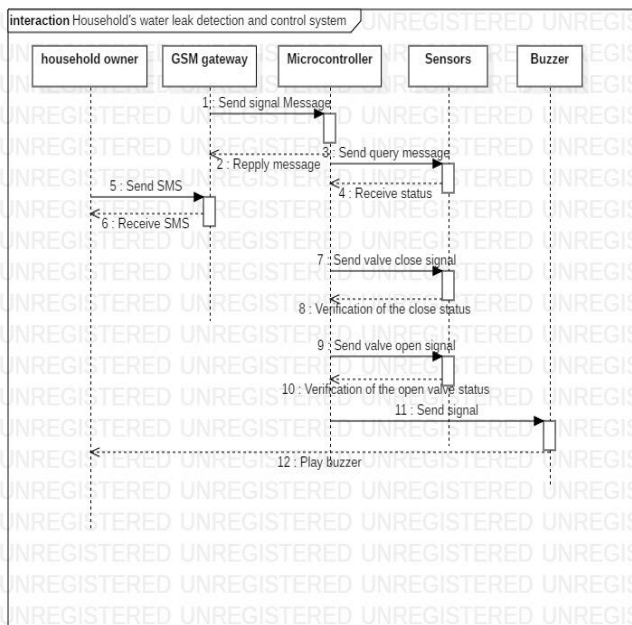 interaction Household's water leak detection and control system
household owner
GSM gateway
Microcontroller
Sensors
Buzzer
1 : Send signal Message
2 : Repply message
3 : Send query message
4 : Receive status
5 : Send SMS
6 : Receive SMS
7 : Send valve close signal
8 : Verification of the close status
9 : Send valve open signal
10 : Verification of the open valve status
11 : Send signal
12 : Play buzzer
UNREGISTERED